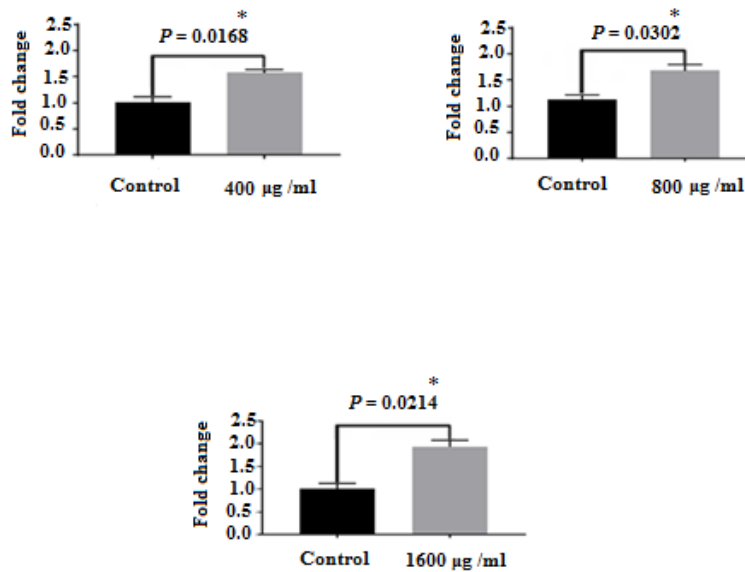 *
P = 0.0168
Fold change
2.5
2.0
1.5
1.0
0.5
0.0
Control
400 µg /ml
*
P = 0.0302
Fold change
2.5
2.0
1.5
1.0
0.5
0.0
Control
800 µg /ml
*
P = 0.0214
Fold change
2.5
2.0
1.5
1.0
0.5
0.0
Control
1600 µg /ml